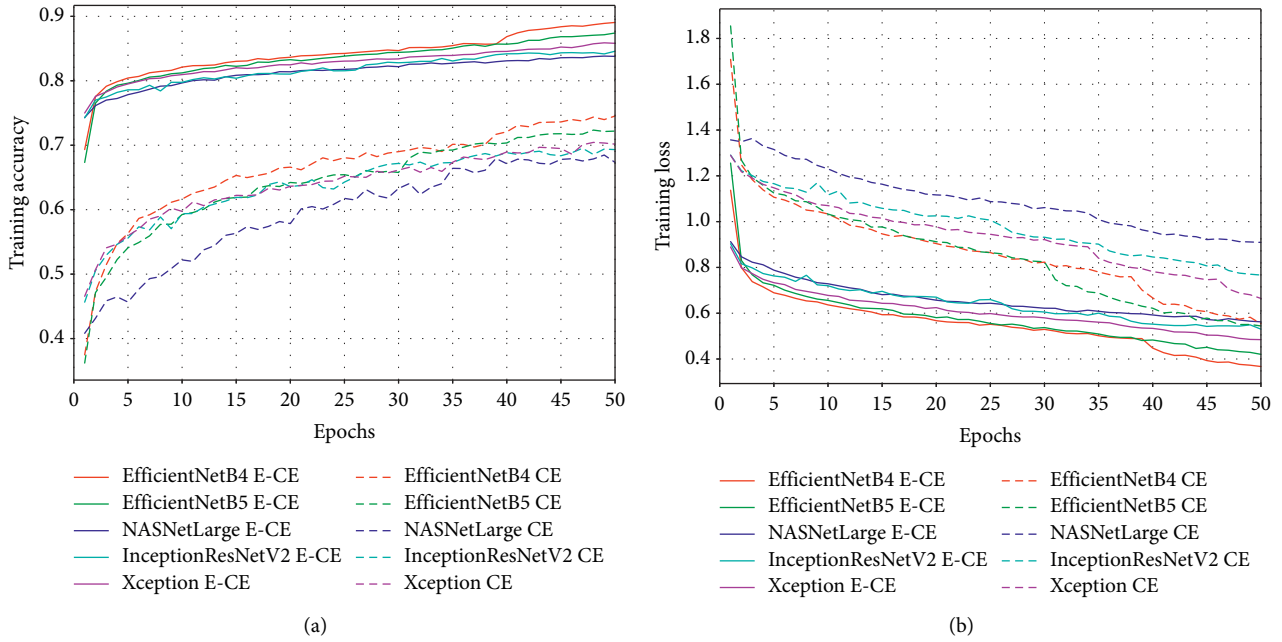 Training accuracy
0.9
0.8
0.7
0.6
0.5
0.4
0 5 10 15 20 25 30 35 40 45 50
Epochs
EfficientNetB4 E-CE
EfficientNetB5 E-CE
NASNetLarge E-CE
InceptionResNetV2 E-CE
Xception E-CE
EfficientNetB4 CE
EfficientNetB5 CE
NASNetLarge CE
InceptionResNetV2 CE
Xception CE
(a)
Training loss
1.8
1.6
1.4
1.2
1.0
0.8
0.6
0.4
0 5 10 15 20 25 30 35 40 45 50
Epochs
EfficientNetB4 E-CE
EfficientNetB5 E-CE
NASNetLarge E-CE
InceptionResNetV2 E-CE
Xception E-CE
EfficientNetB4 CE
EfficientNetB5 CE
NASNetLarge CE
InceptionResNetV2 CE
Xception CE
(b)